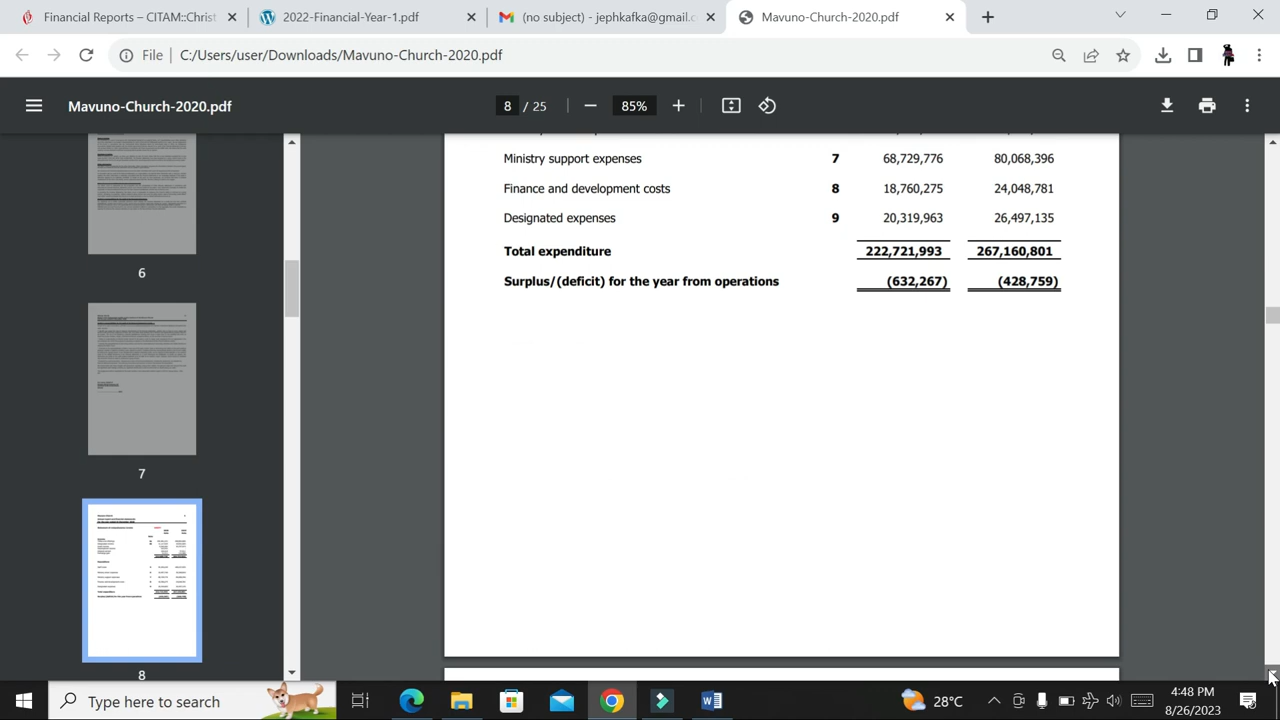 Financial Reports – CITAM::Christ
2022-Financial-Year-1.pdf
(no subject) - jephkafka@gmail.c
Mavuno-Church-2020.pdf
File
C:/Users/user/Downloads/Mavuno-Church-2020.pdf
Mavuno-Church-2020.pdf
8 / 25
85%
Ministry support expenses 7 68,729,776 80,068,396
Finance and development costs 8 18,760,275 24,048,781
Designated expenses 9 20,319,963 26,497,135
Total expenditure 222,721,993 267,160,801
Surplus/(deficit) for the year from operations (632,267) (428,759)
6
7
8
Type here to search
28°C
4:48 PM
8/26/2023